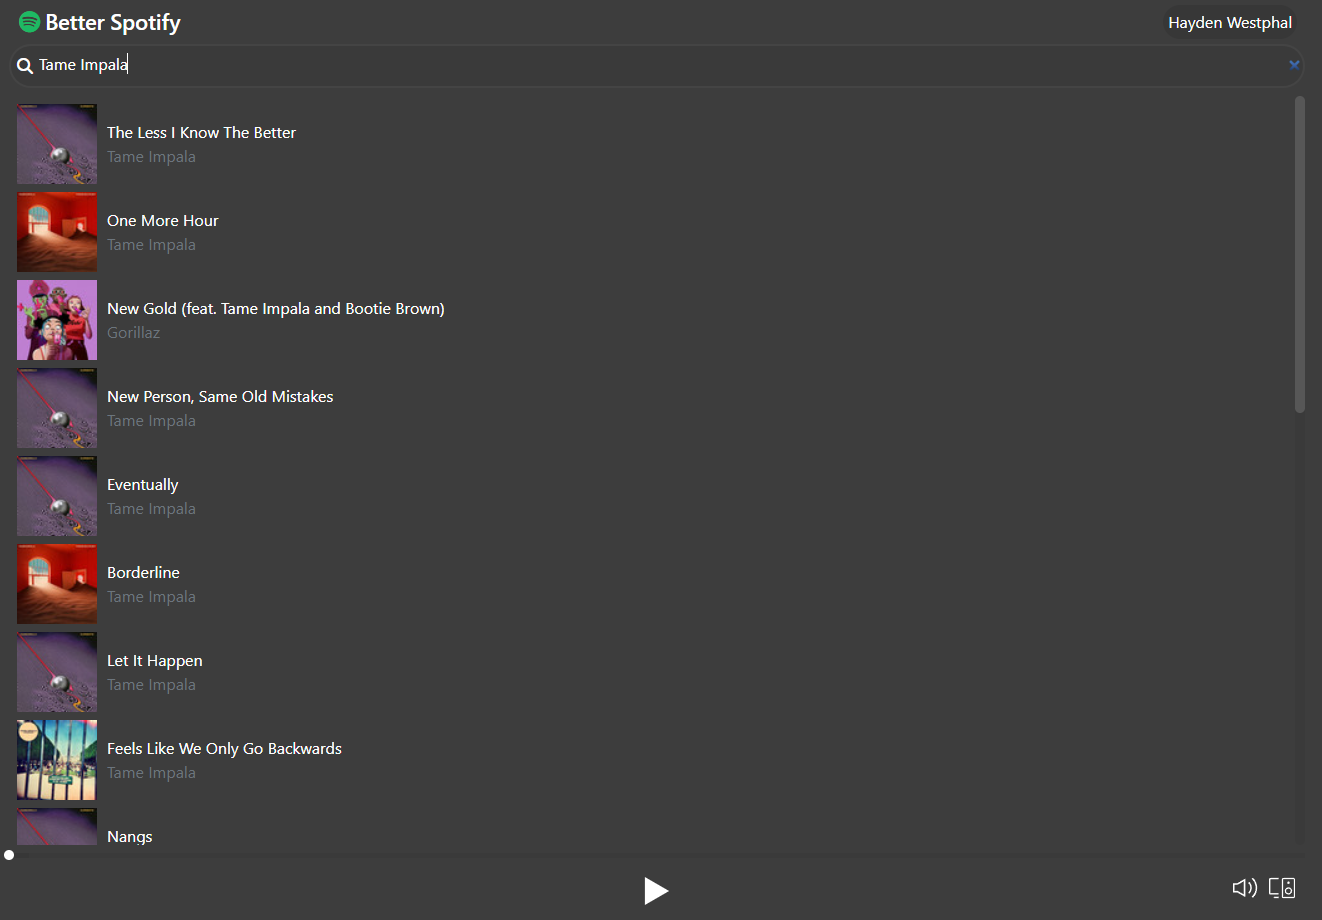 Better Spotify
Hayden Westphal
Tame Impala
The Less I Know The Better
Tame Impala
One More Hour
Tame Impala
New Gold (feat. Tame Impala and Bootie Brown)
Gorillaz
New Person, Same Old Mistakes
Tame Impala
Eventually
Tame Impala
Borderline
Tame Impala
Let It Happen
Tame Impala
Feels Like We Only Go Backwards
Tame Impala
Nangs